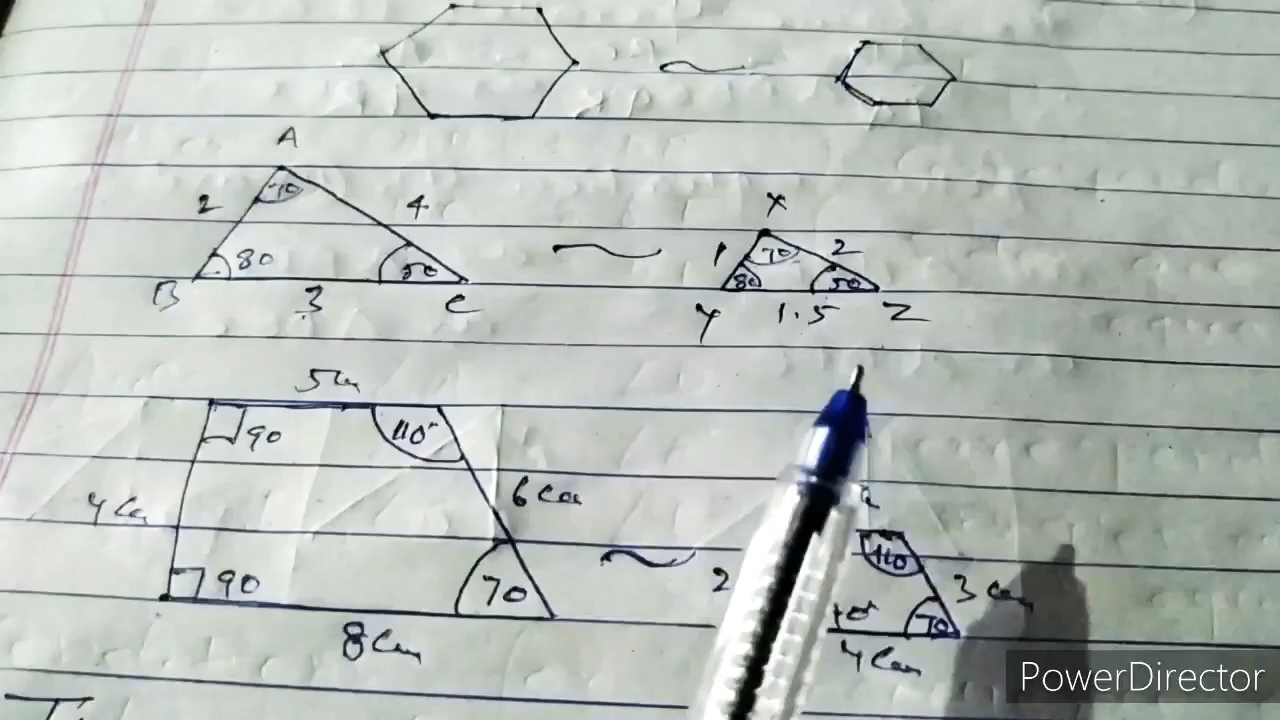 A
2 70 4 ~ X
80 50 1 70 2
B 3 C 80 50
Y 1.5 Z
5cm
90 110°
4cm 6cm
~ 2 110 3cm
90 70 70
8cm 4cm
PowerDirector